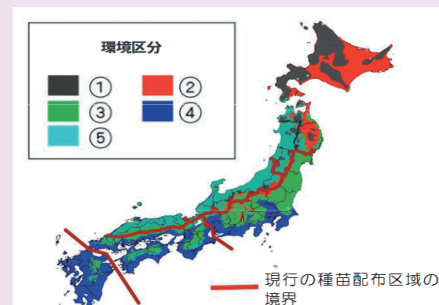 環境区分
① ②
③ ④
⑤
現行の種苗配布区域の
境界